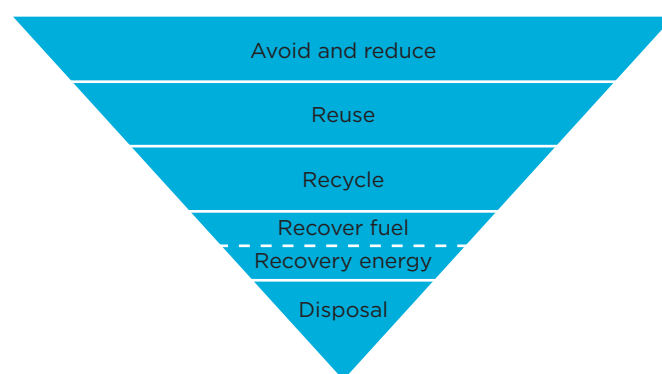 Avoid and reduce
Reuse
Recycle
Recover fuel
Recovery energy
Disposal